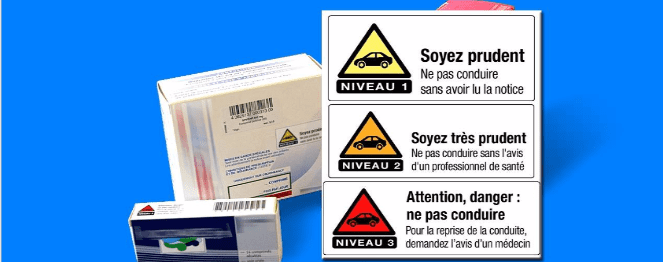 Soyez prudent
Ne pas conduire
sans avoir lu la notice
NIVEAU 1
Soyez très prudent
Ne pas conduire sans l'avis
d'un professionnel de santé
NIVEAU 2
Attention, danger :
ne pas conduire
Pour la reprise de la conduite,
demandez l'avis d'un médecin
NIVEAU 3
Soyez prudent